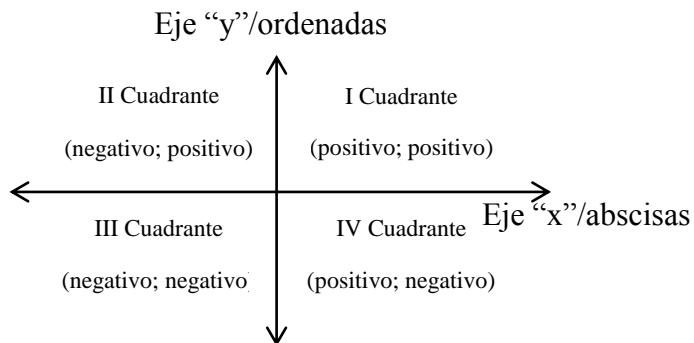 Eje “y”/ordenadas
II Cuadrante
I Cuadrante
(negativo; positivo)
(positivo; positivo)
Eje “x”/abscisas
III Cuadrante
IV Cuadrante
(negativo; negativo)
(positivo; negativo)